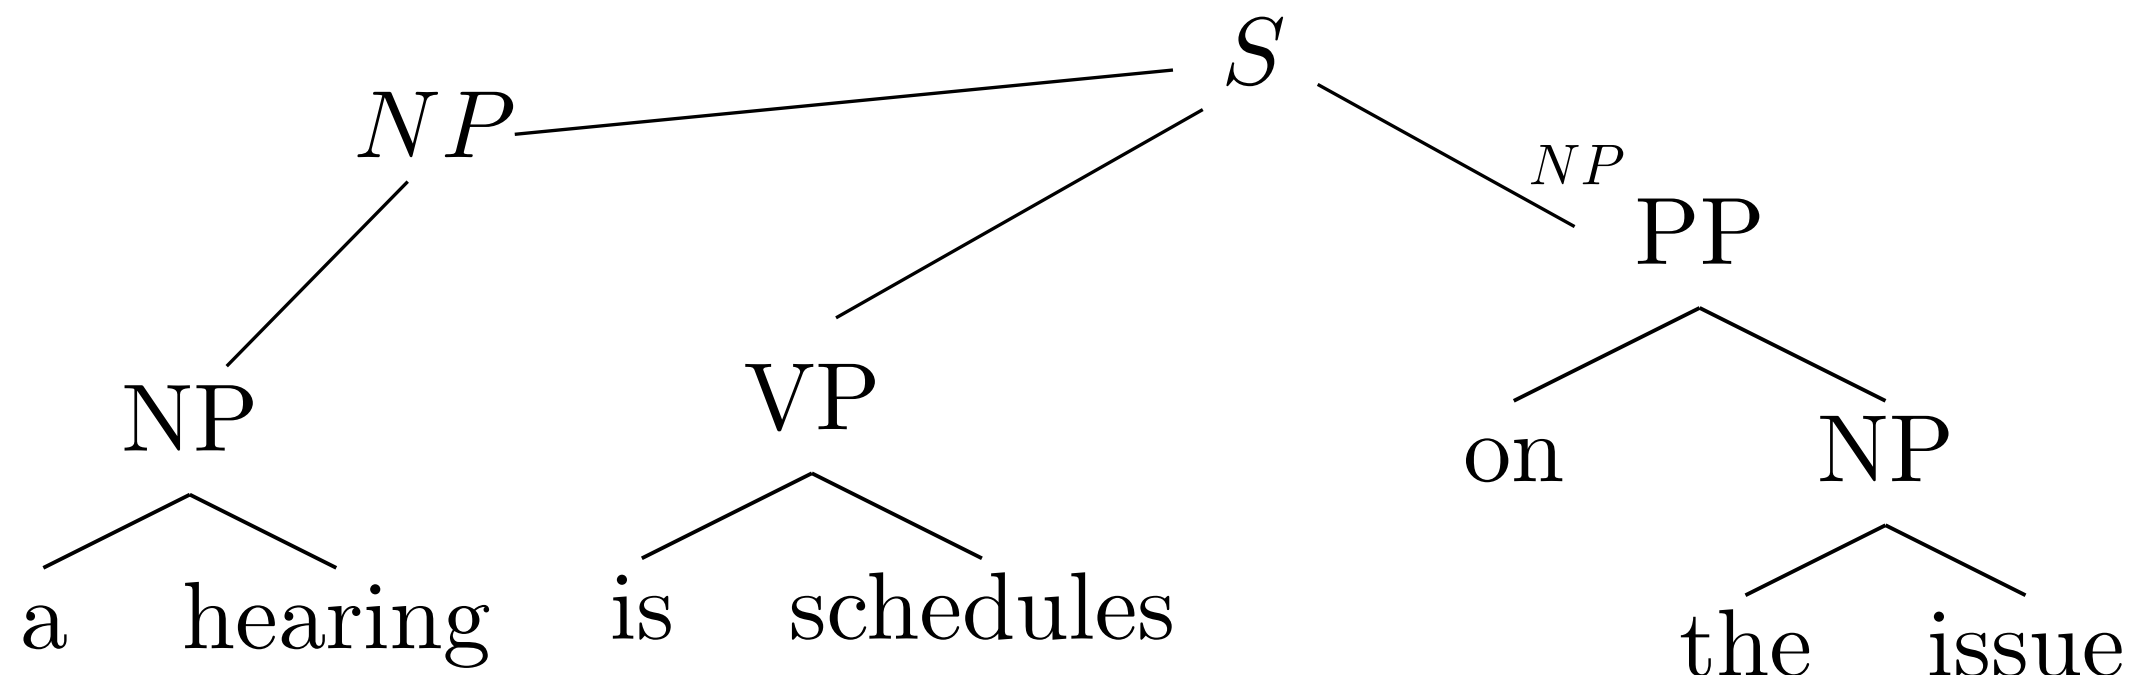 S
NP
NP
PP
VP
NP
on
NP
a hearing
is schedules
the issue